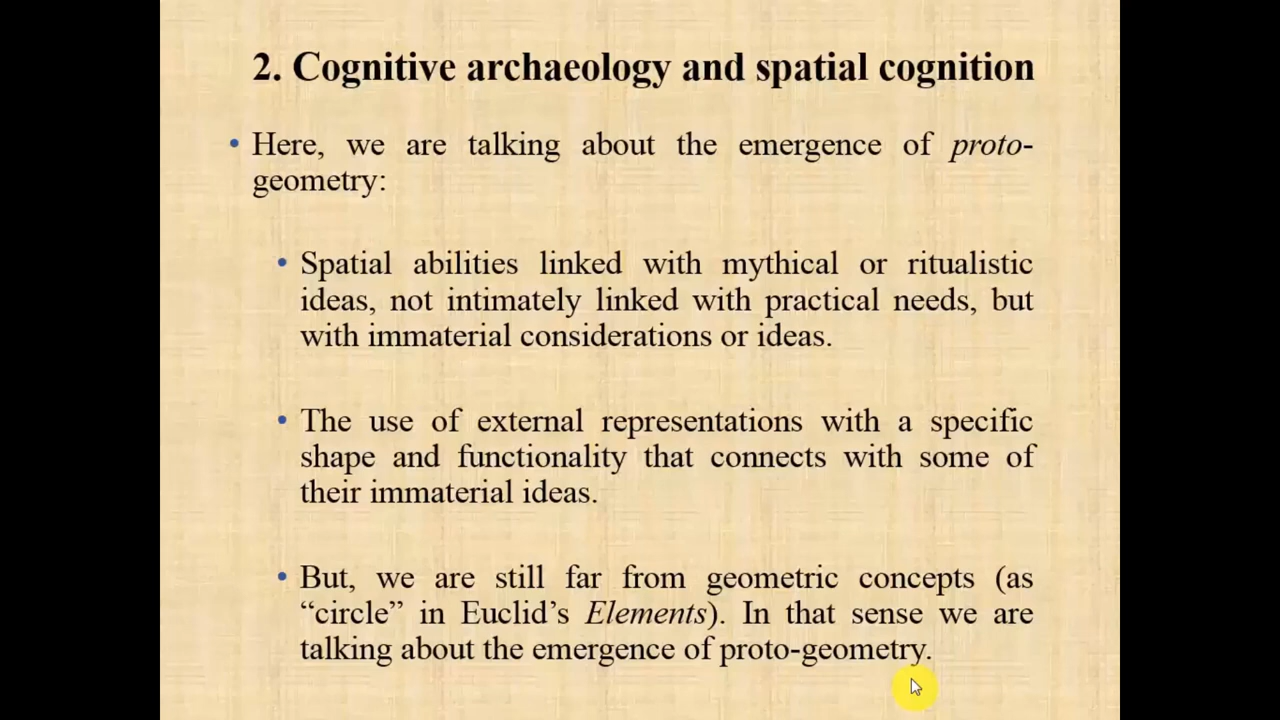 2. Cognitive archaeology and spatial cognition
• Here, we are talking about the emergence of proto-
geometry:
• Spatial abilities linked with mythical or ritualistic
ideas, not intimately linked with practical needs, but
with immaterial considerations or ideas.
• The use of external representations with a specific
shape and functionality that connects with some of
their immaterial ideas.
• But, we are still far from geometric concepts (as
“circle” in Euclid’s Elements). In that sense we are
talking about the emergence of proto-geometry.